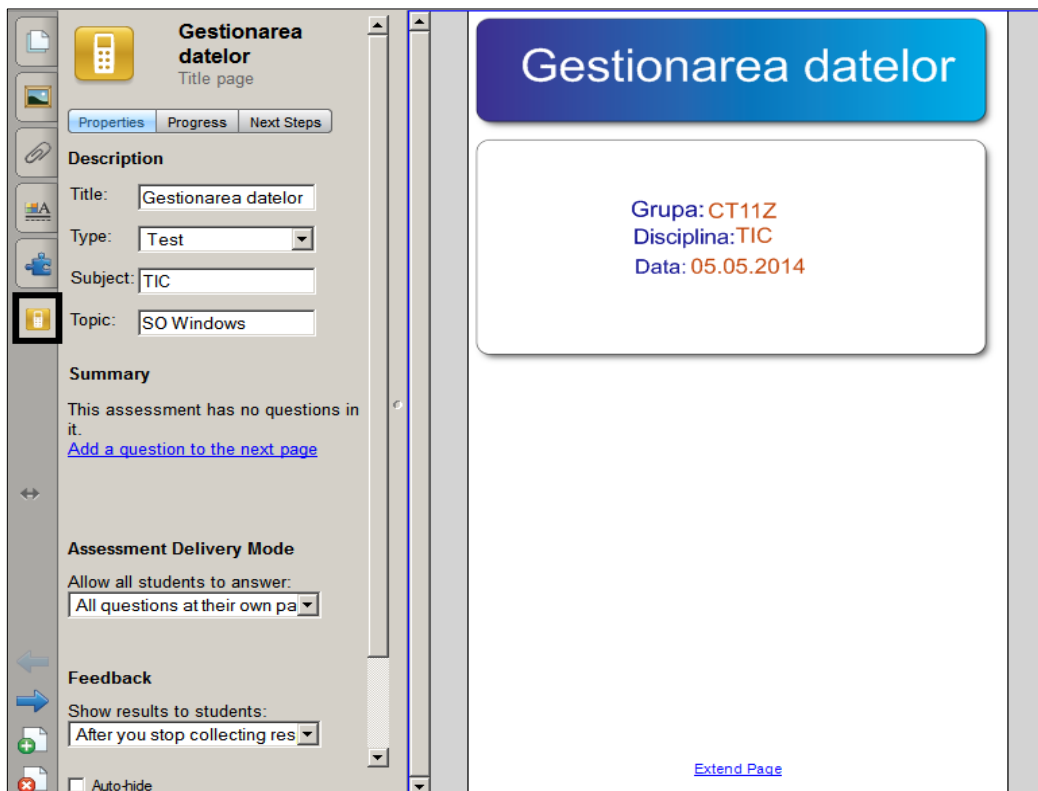 Gestionarea
datelor
Title page
Properties Progress Next Steps
Description
Title: Gestionarea datelor
Type: Test
Subject: TIC
Topic: SO Windows
Summary
This assessment has no questions in
it.
Add a question to the next page
Assessment Delivery Mode
Allow all students to answer:
All questions at their own pa
Feedback
Show results to students:
After you stop collecting res
Auto-hide
Gestionarea datelor
Grupa: CT11Z
Disciplina:TIC
Data: 05.05.2014
Extend Page